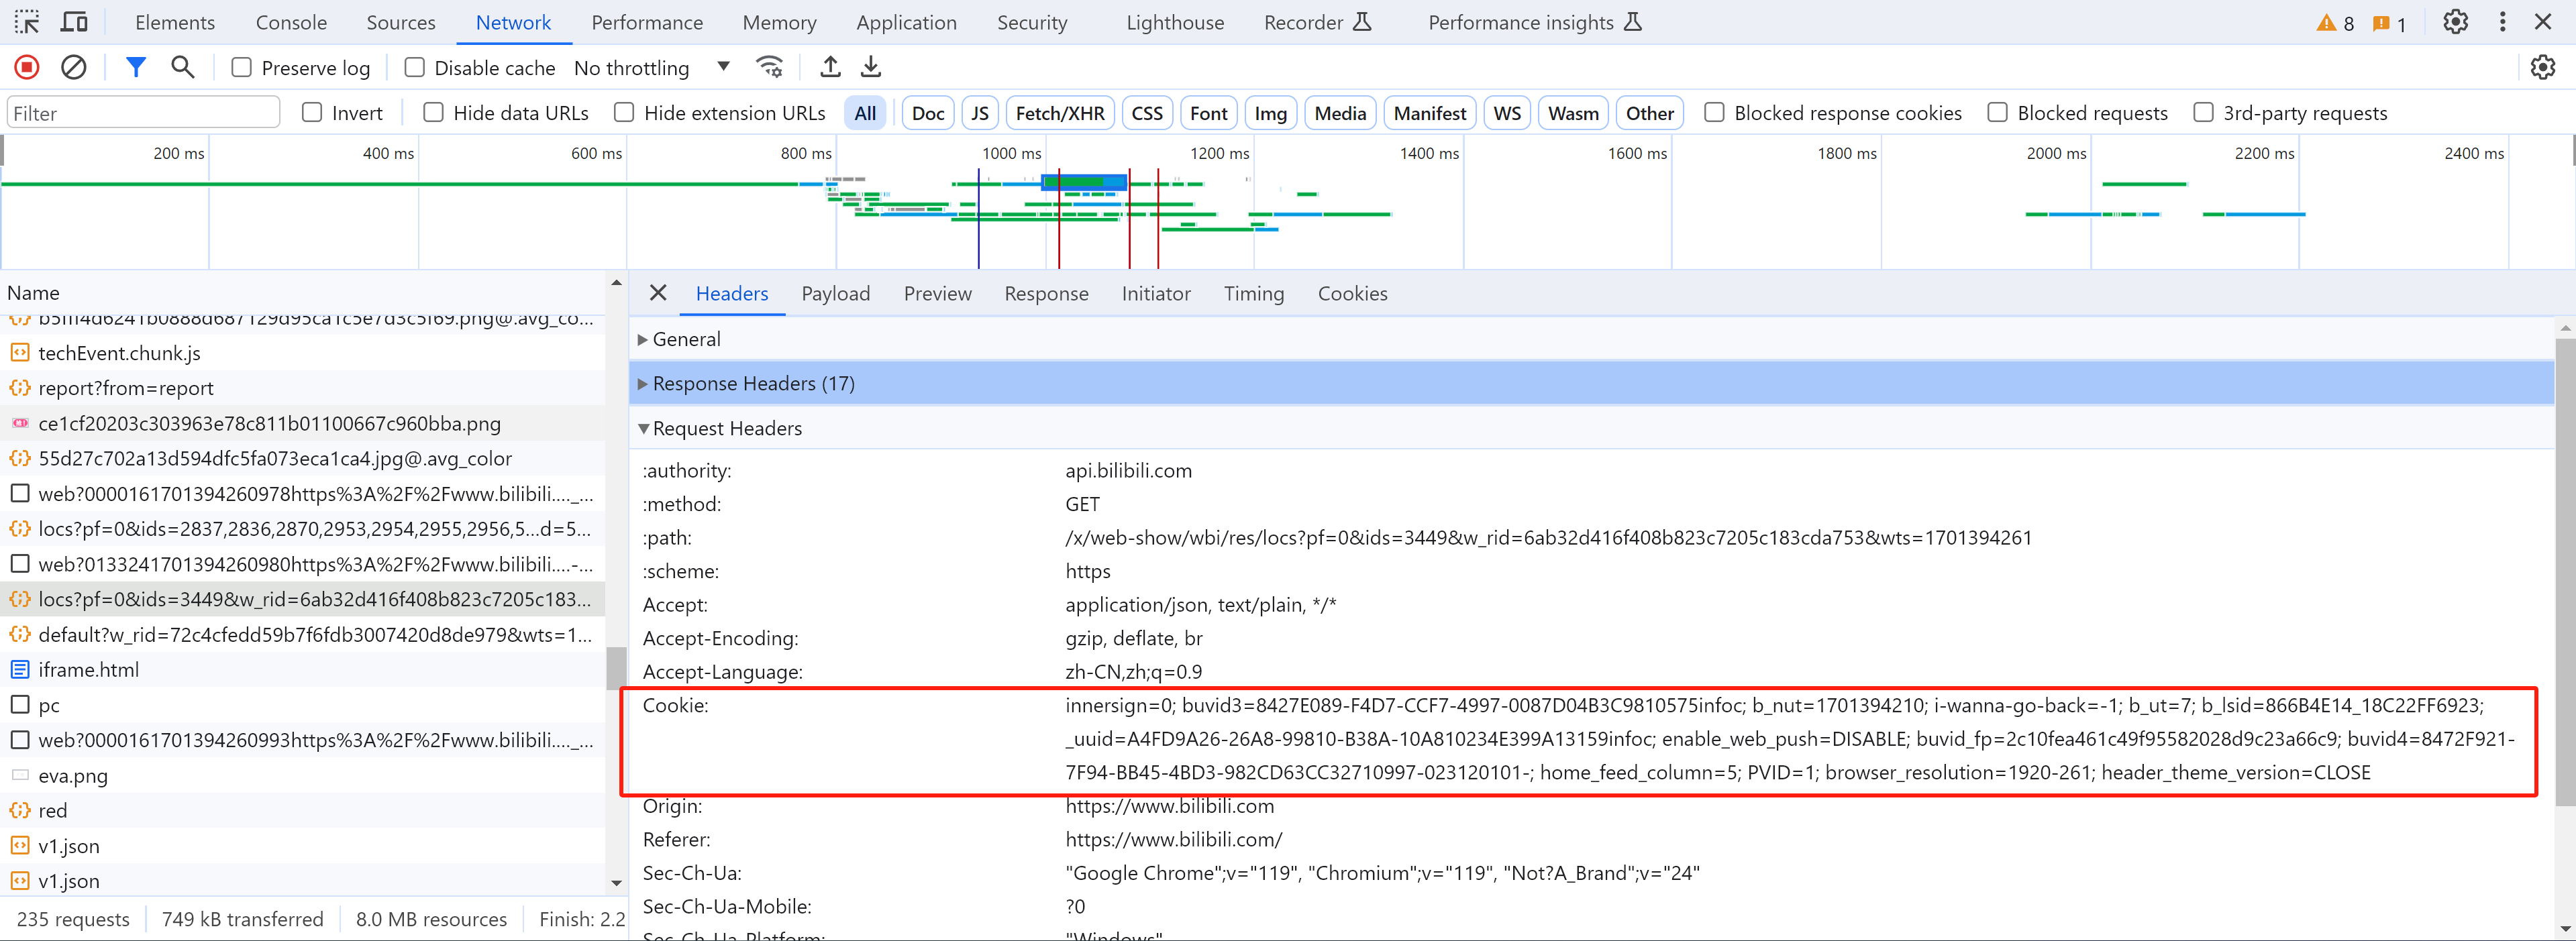 Elements Console Sources Network Performance Memory Application Security Lighthouse Recorder Performance insights 8 1
Preserve log Disable cache No throttling
Filter Invert Hide data URLs Hide extension URLs All Doc JS Fetch/XHR CSS Font Img Media Manifest WS Wasm Other Blocked response cookies Blocked requests 3rd-party requests
200 ms 400 ms 600 ms 800 ms 1000 ms 1200 ms 1400 ms 1600 ms 1800 ms 2000 ms 2200 ms 2400 ms
Name
techEvent.chunk.js
report?from=report
ce1cf20203c303963e78c811b01100667c960bba.png
55d27c702a13d594dfc5fa073eca1ca4.jpg@.avg_color
web?0000161701394260978https%3A%2F%2Fwww.bilibili...._...
locs?pf=0&ids=2837,2836,2870,2953,2954,2955,2956,5...d=5...
web?0133241701394260980https%3A%2F%2Fwww.bilibili....-...
locs?pf=0&ids=3449&w_rid=6ab32d416f408b823c7205c183...
default?w_rid=72c4cfedd59b7f6fdb3007420d8de979&wts=1...
iframe.html
pc
web?0000161701394260993https%3A%2F%2Fwww.bilibili...._...
eva.png
red
v1.json
v1.json
235 requests 749 kB transferred 8.0 MB resources Finish: 2.2
Headers Payload Preview Response Initiator Timing Cookies
General
Response Headers (17)
Request Headers
:authority: api.bilibili.com
:method: GET
:path: /x/web-show/wbi/res/locs?pf=0&ids=3449&w_rid=6ab32d416f408b823c7205c183cda753&wts=1701394261
:scheme: https
Accept: application/json, text/plain, */*
Accept-Encoding: gzip, deflate, br
Accept-Language: zh-CN,zh;q=0.9
Cookie: innersign=0; buvid3=8427E089-F4D7-CCF7-4997-0087D04B3C9810575infoc; b_nut=1701394210; i-wanna-go-back=-1; b_ut=7; b_lsid=866B4E14_18C22FF6923;
_uuid=A4FD9A26-26A8-99810-B38A-10A810234E399A13159infoc; enable_web_push=DISABLE; buvid_fp=2c10fea461c49f95582028d9c23a66c9; buvid4=8472F921-
7F94-BB45-4BD3-982CD63CC32710997-023120101-; home_feed_column=5; PVID=1; browser_resolution=1920-261; header_theme_version=CLOSE
Origin: https://www.bilibili.com
Referer: https://www.bilibili.com/
Sec-Ch-Ua: "Google Chrome";v="119", "Chromium";v="119", "Not?A_Brand";v="24"
Sec-Ch-Ua-Mobile: ?0
Sec-Ch-Ua-Platform: "Windows"